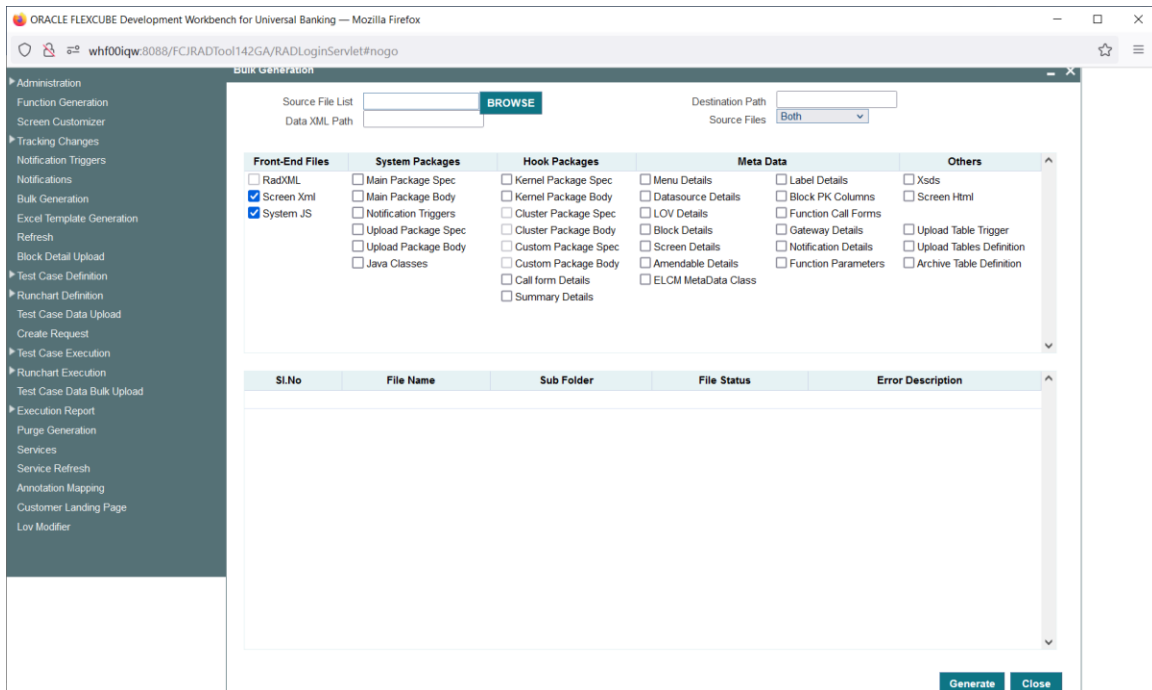 ORACLE FLEXCUBE Development Workbench for Universal Banking — Mozilla Firefox
whf00iqw:8088/FCJRADTool142GA/RADLoginServlet#nogo
Administration
Function Generation
Screen Customizer
Tracking Changes
Notification Triggers
Notifications
Bulk Generation
Excel Template Generation
Refresh
Block Detail Upload
Test Case Definition
Runchart Definition
Test Case Data Upload
Create Request
Test Case Execution
Runchart Execution
Test Case Data Bulk Upload
Execution Report
Purge Generation
Services
Service Refresh
Annotation Mapping
Customer Landing Page
Lov Modifier
Bulk Generation
Source File List BROWSE Destination Path
Data XML Path Source Files Both
Front-End Files System Packages Hook Packages Meta Data Others
RadXML Main Package Spec Kernel Package Spec Menu Details Label Details Xsds
Screen Xml Main Package Body Kernel Package Body Datasource Details Block PK Columns Screen Html
System JS Notification Triggers Cluster Package Spec LOV Details Function Call Forms
Upload Package Spec Cluster Package Body Block Details Gateway Details Upload Table Trigger
Upload Package Body Custom Package Spec Screen Details Notification Details Upload Tables Definition
Java Classes Custom Package Body Amendable Details Function Parameters Archive Table Definition
Call form Details ELCM MetaData Class
Summary Details
Sl.No File Name Sub Folder File Status Error Description
Generate Close